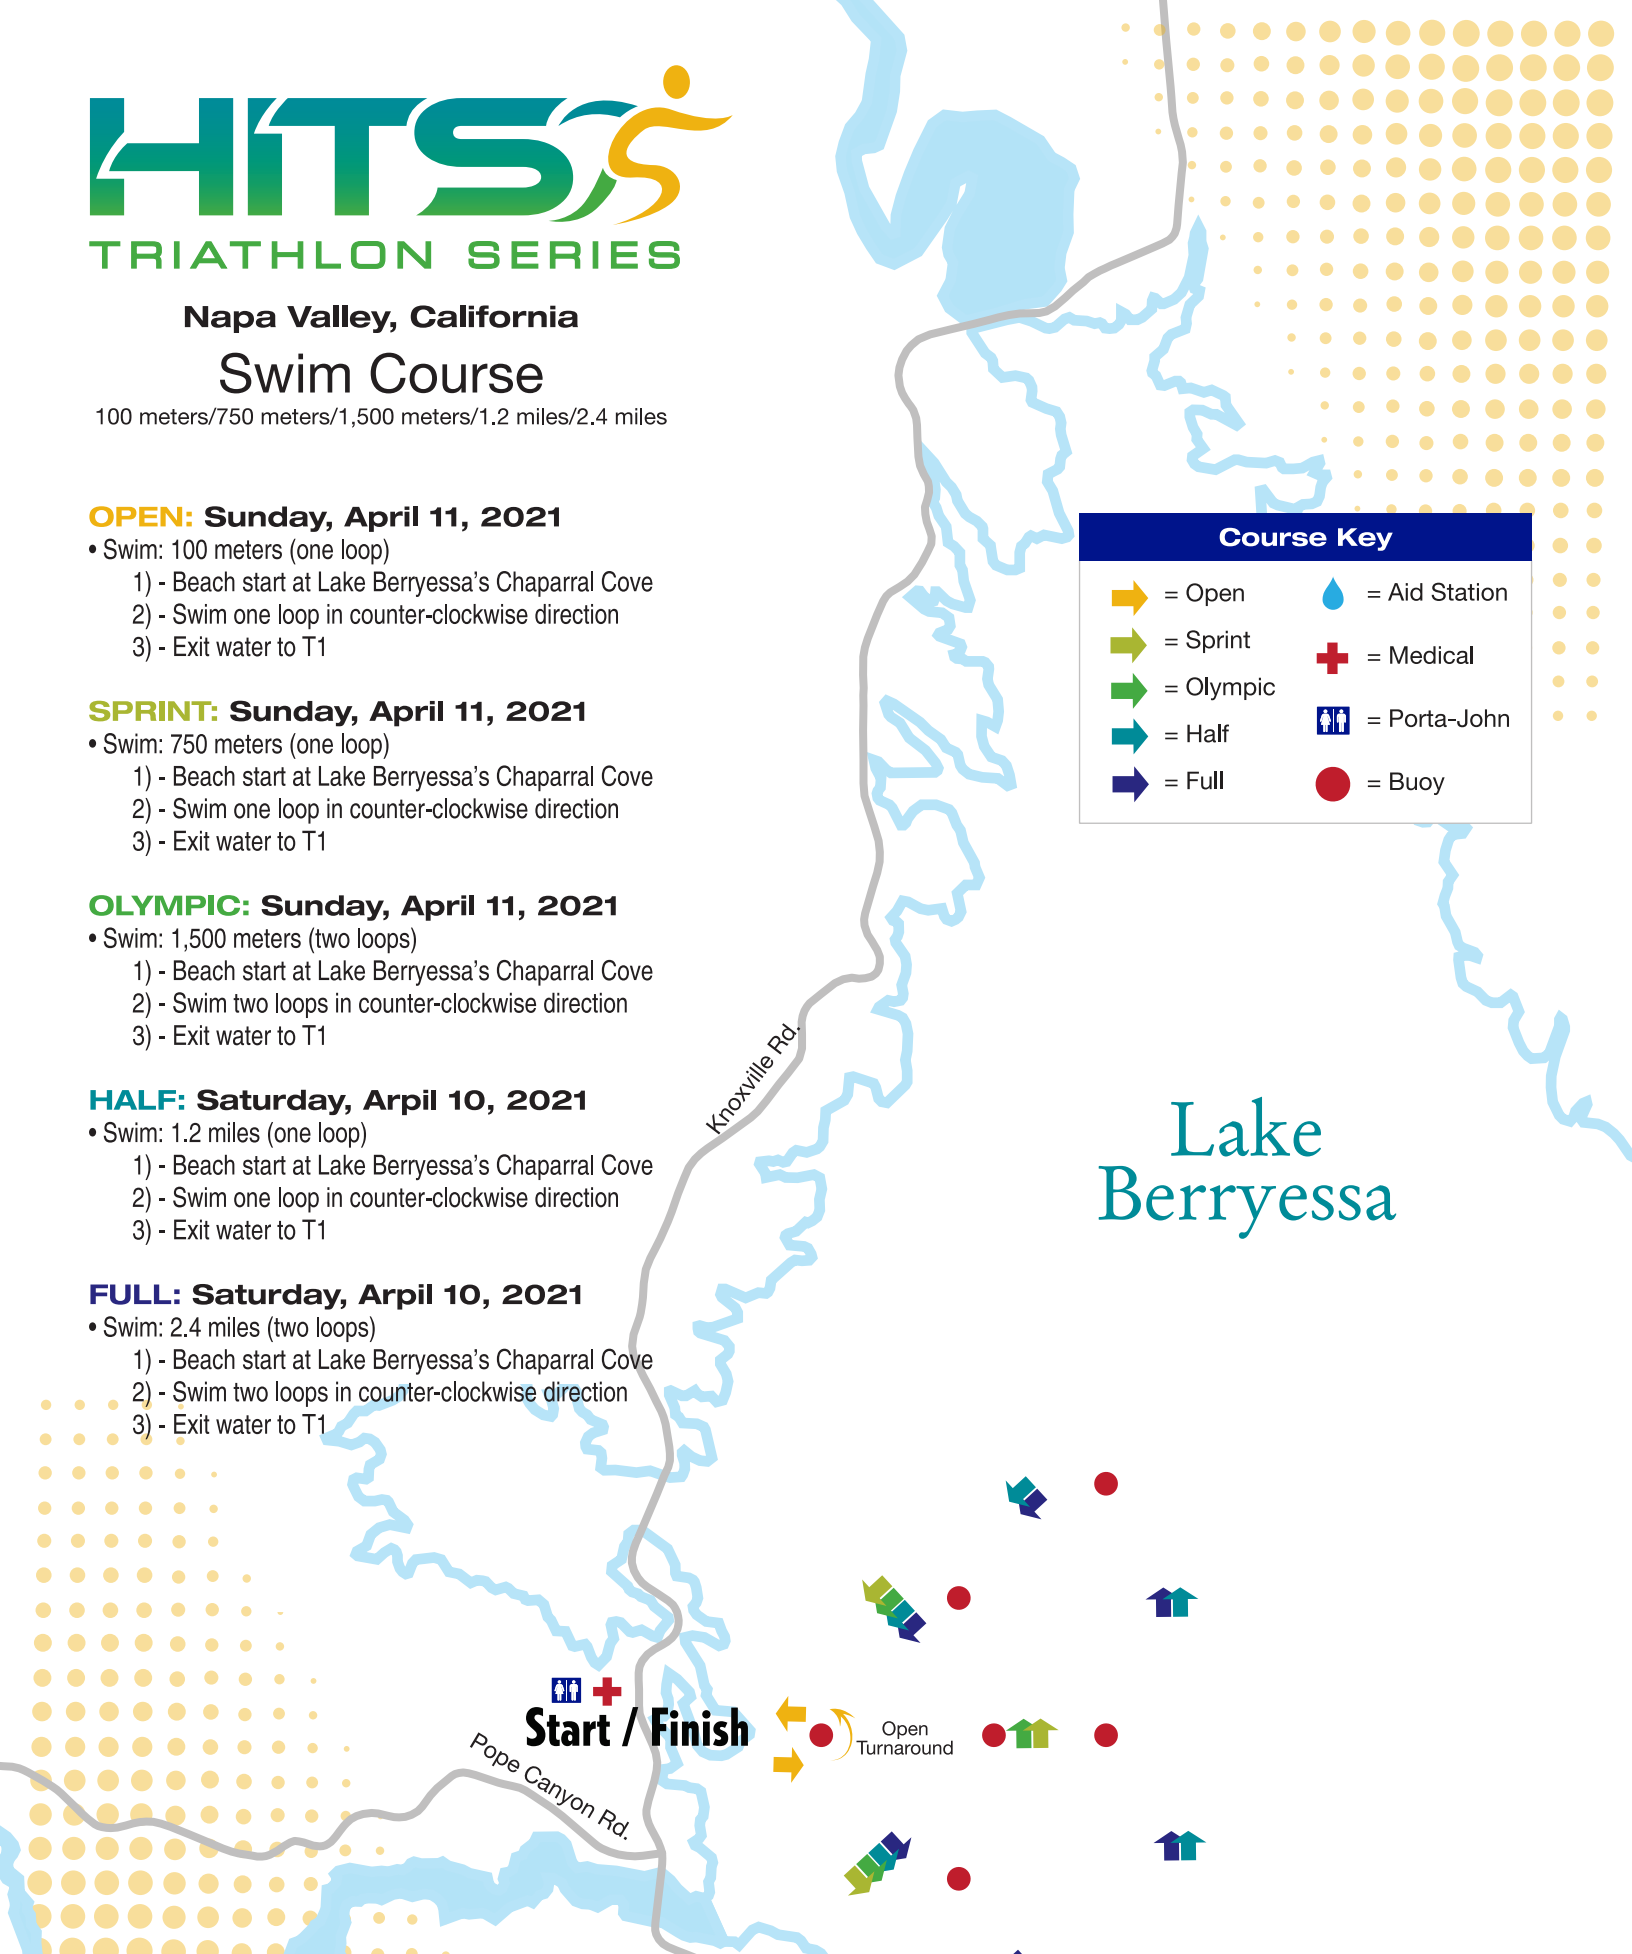 HITS
TRIATHLON SERIES
Napa Valley, California
Swim Course
100 meters/750 meters/1,500 meters/1.2 miles/2.4 miles
OPEN: Sunday, April 11, 2021
• Swim: 100 meters (one loop)
1) - Beach start at Lake Berryessa's Chaparral Cove
2) - Swim one loop in counter-clockwise direction
3) - Exit water to T1
SPRINT: Sunday, April 11, 2021
• Swim: 750 meters (one loop)
1) - Beach start at Lake Berryessa's Chaparral Cove
2) - Swim one loop in counter-clockwise direction
3) - Exit water to T1
OLYMPIC: Sunday, April 11, 2021
• Swim: 1,500 meters (two loops)
1) - Beach start at Lake Berryessa's Chaparral Cove
2) - Swim two loops in counter-clockwise direction
3) - Exit water to T1
HALF: Saturday, Arpil 10, 2021
• Swim: 1.2 miles (one loop)
1) - Beach start at Lake Berryessa's Chaparral Cove
2) - Swim one loop in counter-clockwise direction
3) - Exit water to T1
FULL: Saturday, Arpil 10, 2021
• Swim: 2.4 miles (two loops)
1) - Beach start at Lake Berryessa's Chaparral Cove
2) - Swim two loops in counter-clockwise direction
3) - Exit water to T1
Course Key
= Open
= Sprint
= Olympic
= Half
= Full
= Aid Station
= Medical
= Porta-John
= Buoy
Knoxville Rd.
Lake
Berryessa
Start / Finish
Open
Turnaround
Pope Canyon Rd.